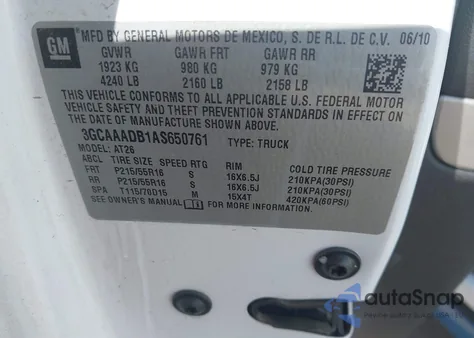 GM
MFD BY GENERAL MOTORS DE MEXICO, S. DE R.L. DE C.V. 06/10
GVWR GAWR FRT GAWR RR
1923 KG 980 KG 979 KG
4240 LB 2160 LB 2158 LB
THIS VEHICLE CONFORMS TO ALL APPLICABLE U.S. FEDERAL MOTOR
VEHICLE SAFETY AND THEFT PREVENTION STANDARDS IN EFFECT ON THE
DATE OF MANUFACTURE SHOWN ABOVE.
3GCAAADB1AS650761 TYPE: TRUCK
MODEL: AT26
ABCL TIRE SIZE SPEED RTG RIM COLD TIRE PRESSURE
FRT P215/55R16 S 16X6.5J 210KPA(30PSI)
RR P215/55R16 S 16X6.5J 210KPA(30PSI)
SPA T115/70D16 M 15X4T 420KPA(60PSI)
SEE OWNER'S MANUAL FOR MORE INFORMATION.
autoSnap